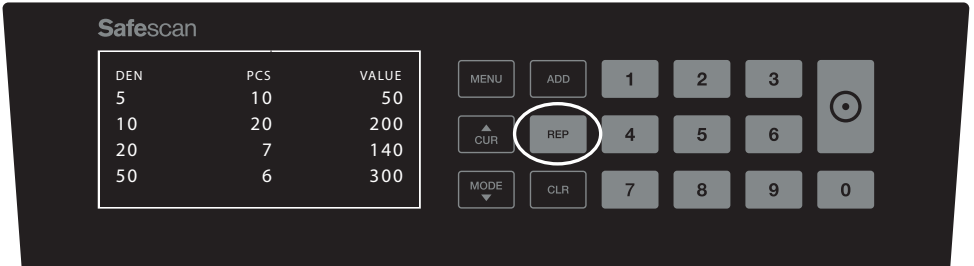 Safescan
DEN PCS VALUE
5 10 50
10 20 200
20 7 140
50 6 300
MENU ADD 1 2 3
CUR REP 4 5 6
MODE CLR 7 8 9 0